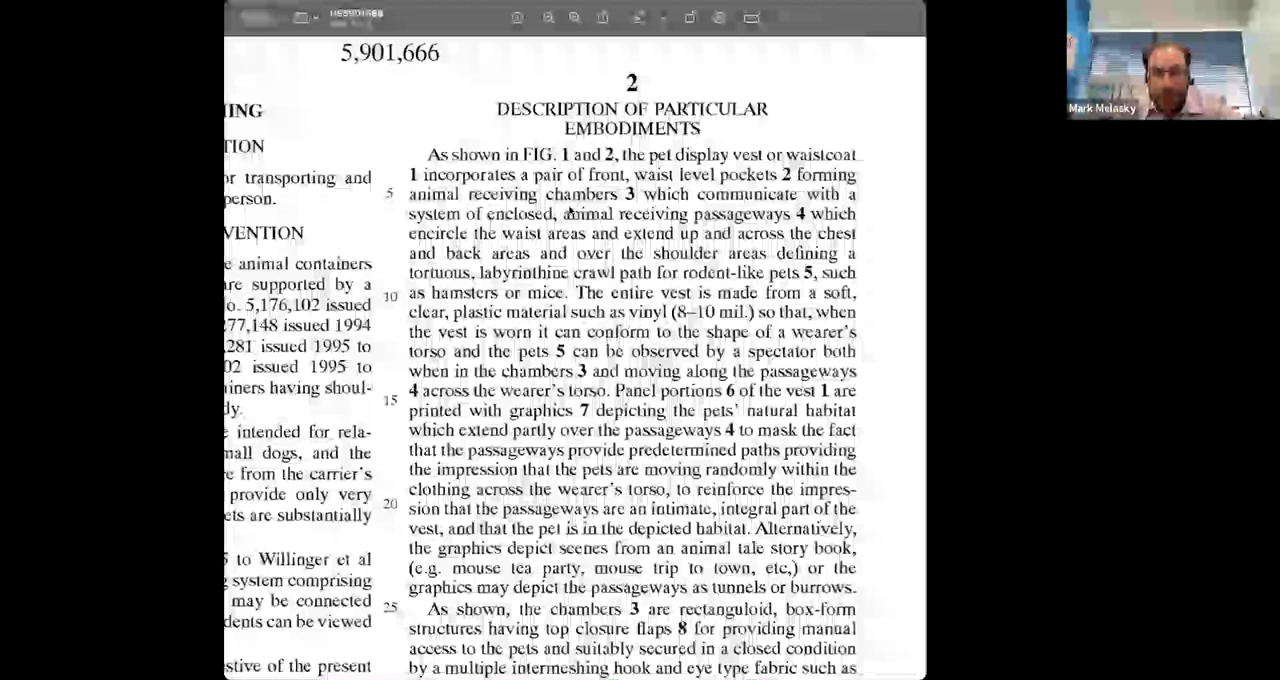 5,901,666
ING
TION
or transporting and
person.
VENTION
e animal containers
are supported by a
o. 5,176,102 issued
277,148 issued 1994
,281 issued 1995 to
02 issued 1995 to
iners having shoul-
dy.
e intended for rela-
mall dogs, and the
e from the carrier's
provide only very
ets are substantially
5 to Willinger et al
g system comprising
may be connected
dents can be viewed
stive of the present
2
DESCRIPTION OF PARTICULAR
EMBODIMENTS
As shown in FIG. 1 and 2, the pet display vest or waistcoat
1 incorporates a pair of front, waist level pockets 2 forming
5 animal receiving chambers 3 which communicate with a
system of enclosed, animal receiving passageways 4 which
encircle the waist areas and extend up and across the chest
and back areas and over the shoulder areas defining a
tortuous, labyrinthine crawl path for rodent-like pets 5, such
10 as hamsters or mice. The entire vest is made from a soft,
clear, plastic material such as vinyl (8–10 mil.) so that, when
the vest is worn it can conform to the shape of a wearer's
torso and the pets 5 can be observed by a spectator both
when in the chambers 3 and moving along the passageways
15 4 across the wearer's torso. Panel portions 6 of the vest 1 are
printed with graphics 7 depicting the pets' natural habitat
which extend partly over the passageways 4 to mask the fact
that the passageways provide predetermined paths providing
the impression that the pets are moving randomly within the
clothing across the wearer's torso, to reinforce the impres-
20 sion that the passageways are an intimate, integral part of the
vest, and that the pet is in the depicted habitat. Alternatively,
the graphics depict scenes from an animal tale story book,
(e.g. mouse tea party, mouse trip to town, etc,) or the
graphics may depict the passageways as tunnels or burrows.
25 As shown, the chambers 3 are rectanguloid, box-form
structures having top closure flaps 8 for providing manual
access to the pets and suitably secured in a closed condition
by a multiple intermeshing hook and eye type fabric such as
Mark Melasky